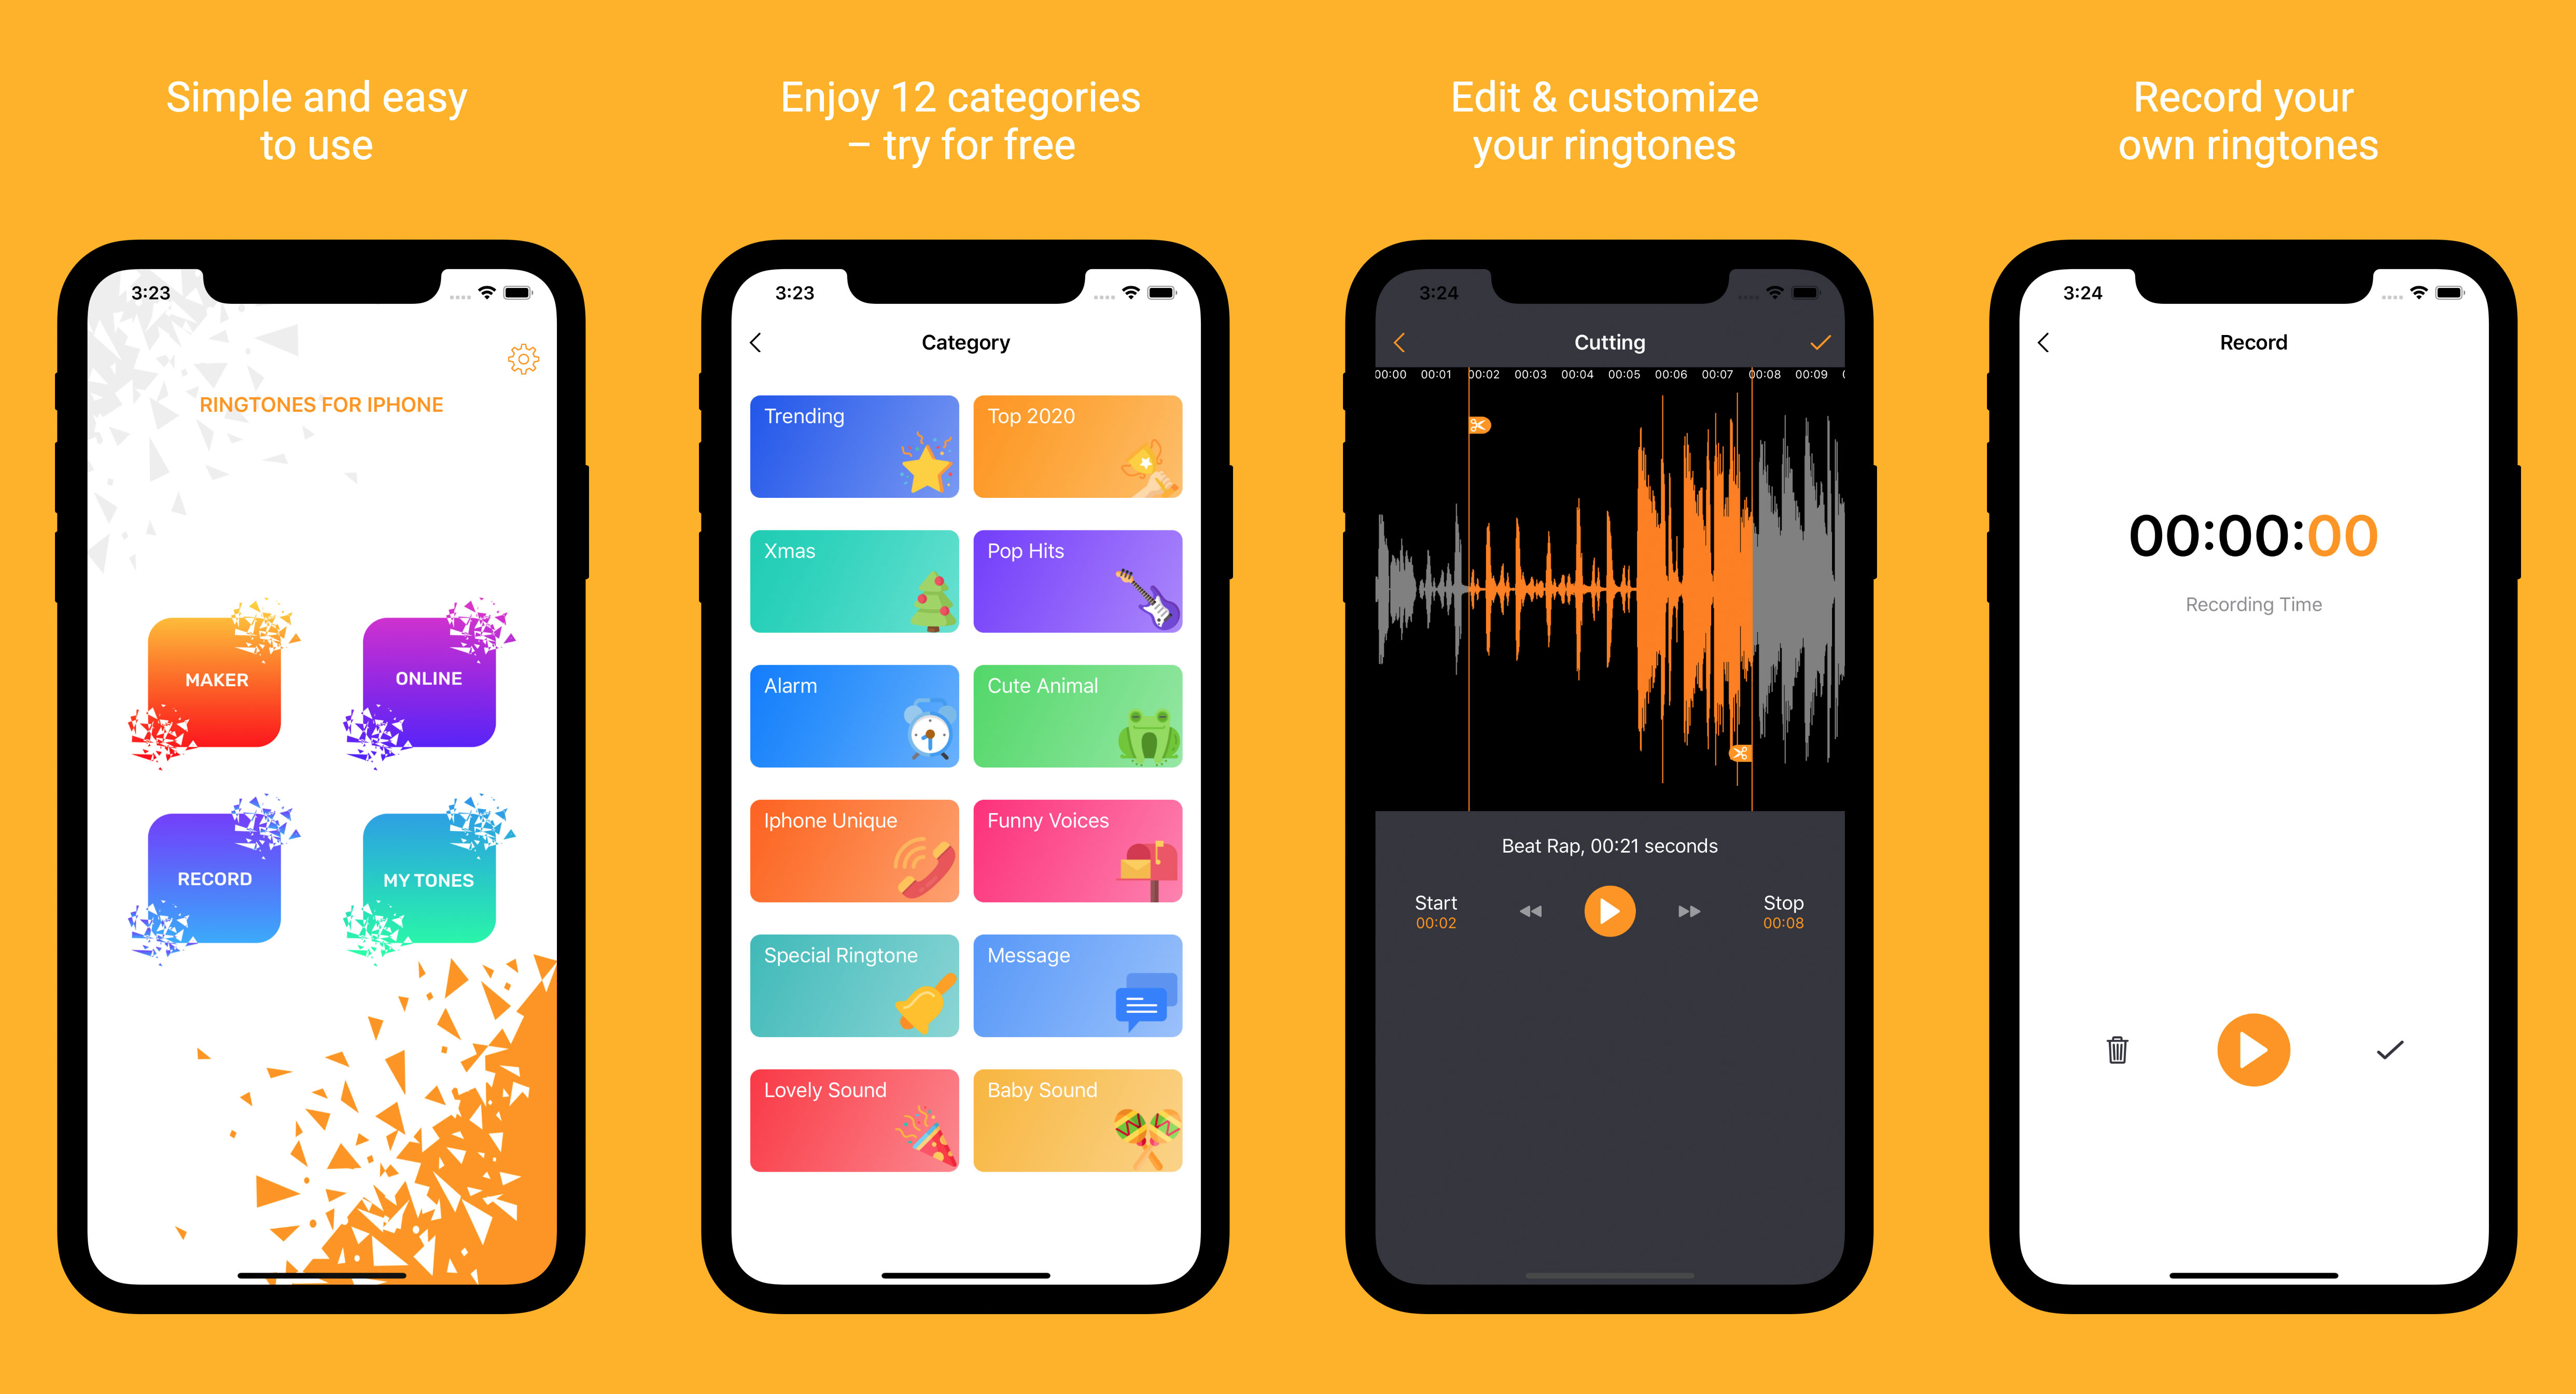 Simple and easy
to use
3:23
RINGTONES FOR IPHONE
MAKER
ONLINE
RECORD
MY TONES
Enjoy 12 categories
– try for free
3:23
Category
Trending
Top 2020
Xmas
Pop Hits
Alarm
Cute Animal
Iphone Unique
Funny Voices
Special Ringtone
Message
Lovely Sound
Baby Sound
Edit & customize
your ringtones
3:24
Cutting
00:00 00:01 00:02 00:03 00:04 00:05 00:06 00:07 00:08 00:09
Beat Rap, 00:21 seconds
Start
00:02
Stop
00:08
Record your
own ringtones
3:24
Record
00:00:00
Recording Time